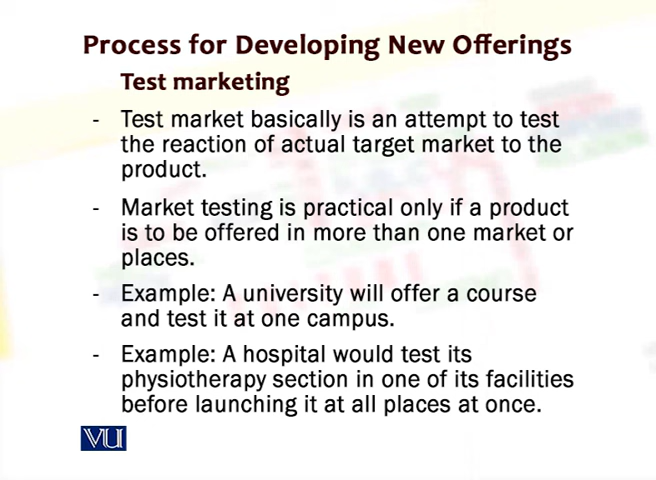 Process for Developing New Offerings
Test marketing
- Test market basically is an attempt to test
the reaction of actual target market to the
product.
- Market testing is practical only if a product
is to be offered in more than one market or
places.
- Example: A university will offer a course
and test it at one campus.
- Example: A hospital would test its
physiotherapy section in one of its facilities
before launching it at all places at once.
VU